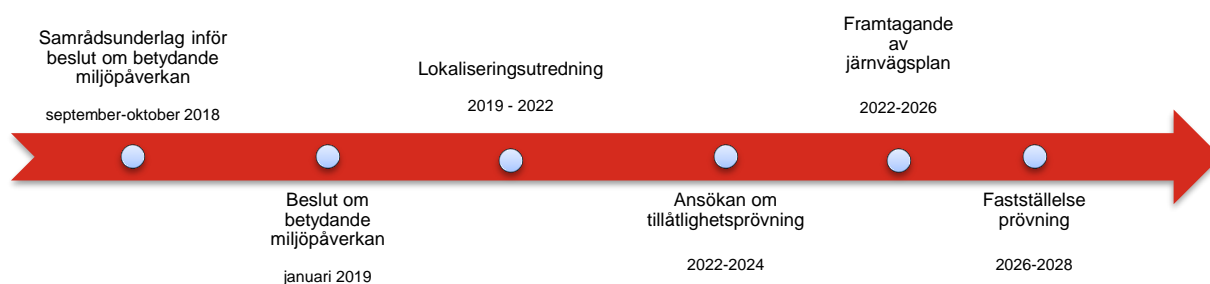 Samrådsunderlag inför
beslut om betydande
miljöpåverkan
september-oktober 2018
Beslut om
betydande
miljöpåverkan
januari 2019
Lokaliseringsutredning
2019 - 2022
Ansökan om
tillåtlighetsprövning
2022-2024
Framtagande
av
järnvägsplan
2022-2026
Fastställelse
prövning
2026-2028